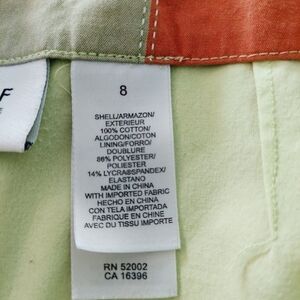 F
8
SHELL/ARMAZON/
EXTERIEUR
100% COTTON/
ALGODON/COTON
LINING/FORRO/
DOUBLURE
86% POLYESTER/
POLIESTER
14% LYCRA®SPANDEX/
ELASTANO
MADE IN CHINA
WITH IMPORTED FABRIC
HECHO EN CHINA
CON TELA IMPORTADA
FABRIQUE EN CHINE
AVEC DU TISSU IMPORTE
RN 52002
CA 16396